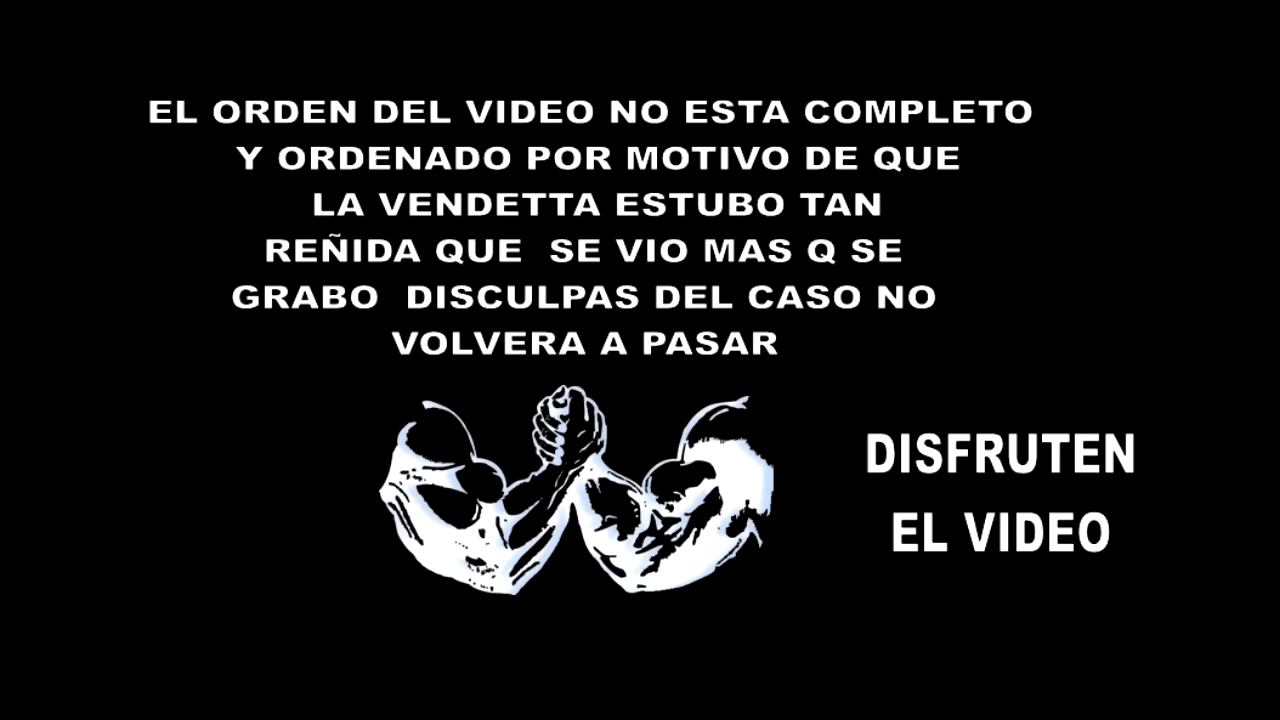 EL ORDEN DEL VIDEO NO ESTA COMPLETO
Y ORDENADO POR MOTIVO DE QUE
LA VENDETTA ESTUBO TAN
REÑIDA QUE  SE VIO MAS Q SE
GRABO  DISCULPAS DEL CASO NO
VOLVERA A PASAR
DISFRUTEN
EL VIDEO